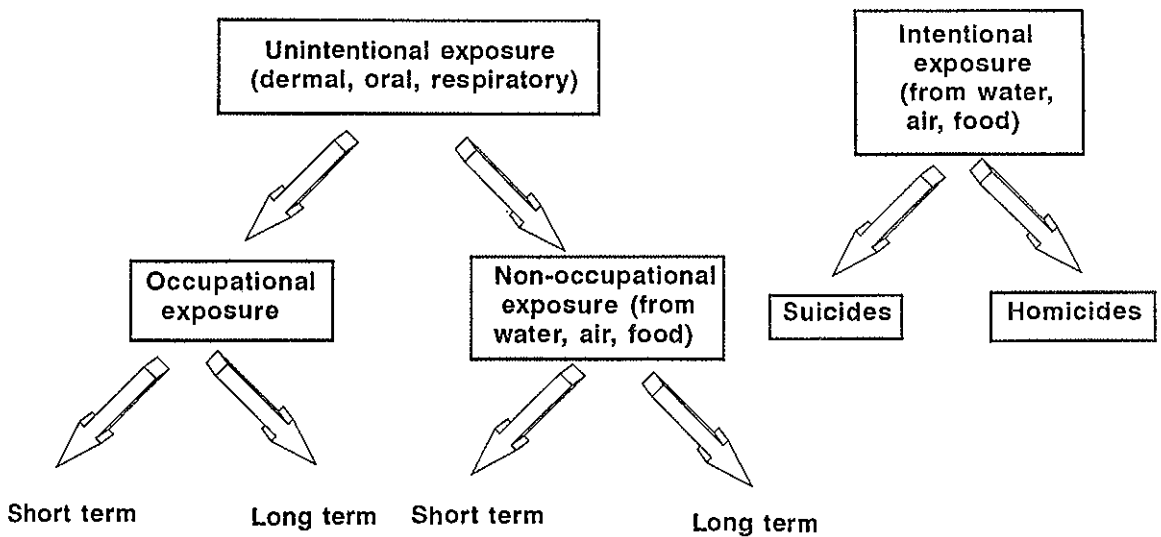 Unintentional exposure
(dermal, oral, respiratory)
Intentional
exposure
(from water,
air, food)
Occupational
exposure
Non-occupational
exposure (from
water, air, food)
Suicides
Homicides
Short term
Long term
Short term
Long term